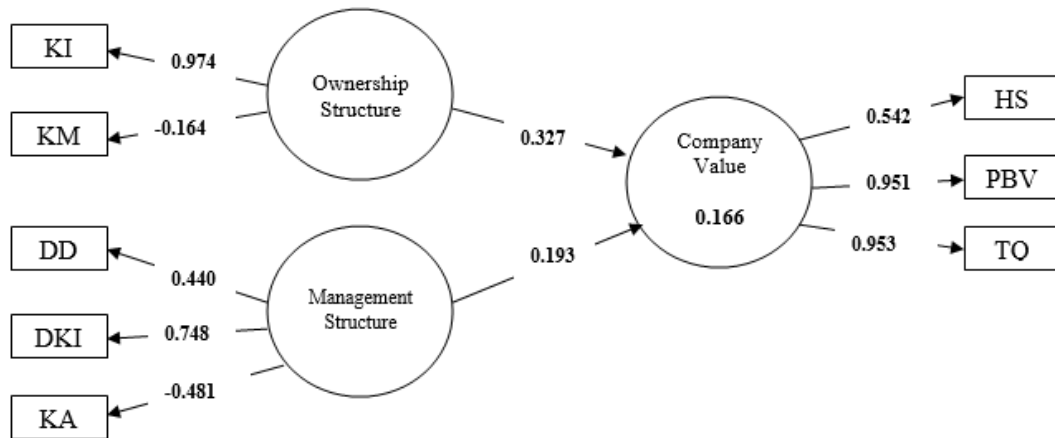 KI
0.974
Ownership
Structure
KM
-0.164
0.327
Company
Value
0.166
HS
0.542
PBV
0.951
TQ
0.953
DD
0.440
Management
Structure
0.193
DKI
0.748
KA
-0.481